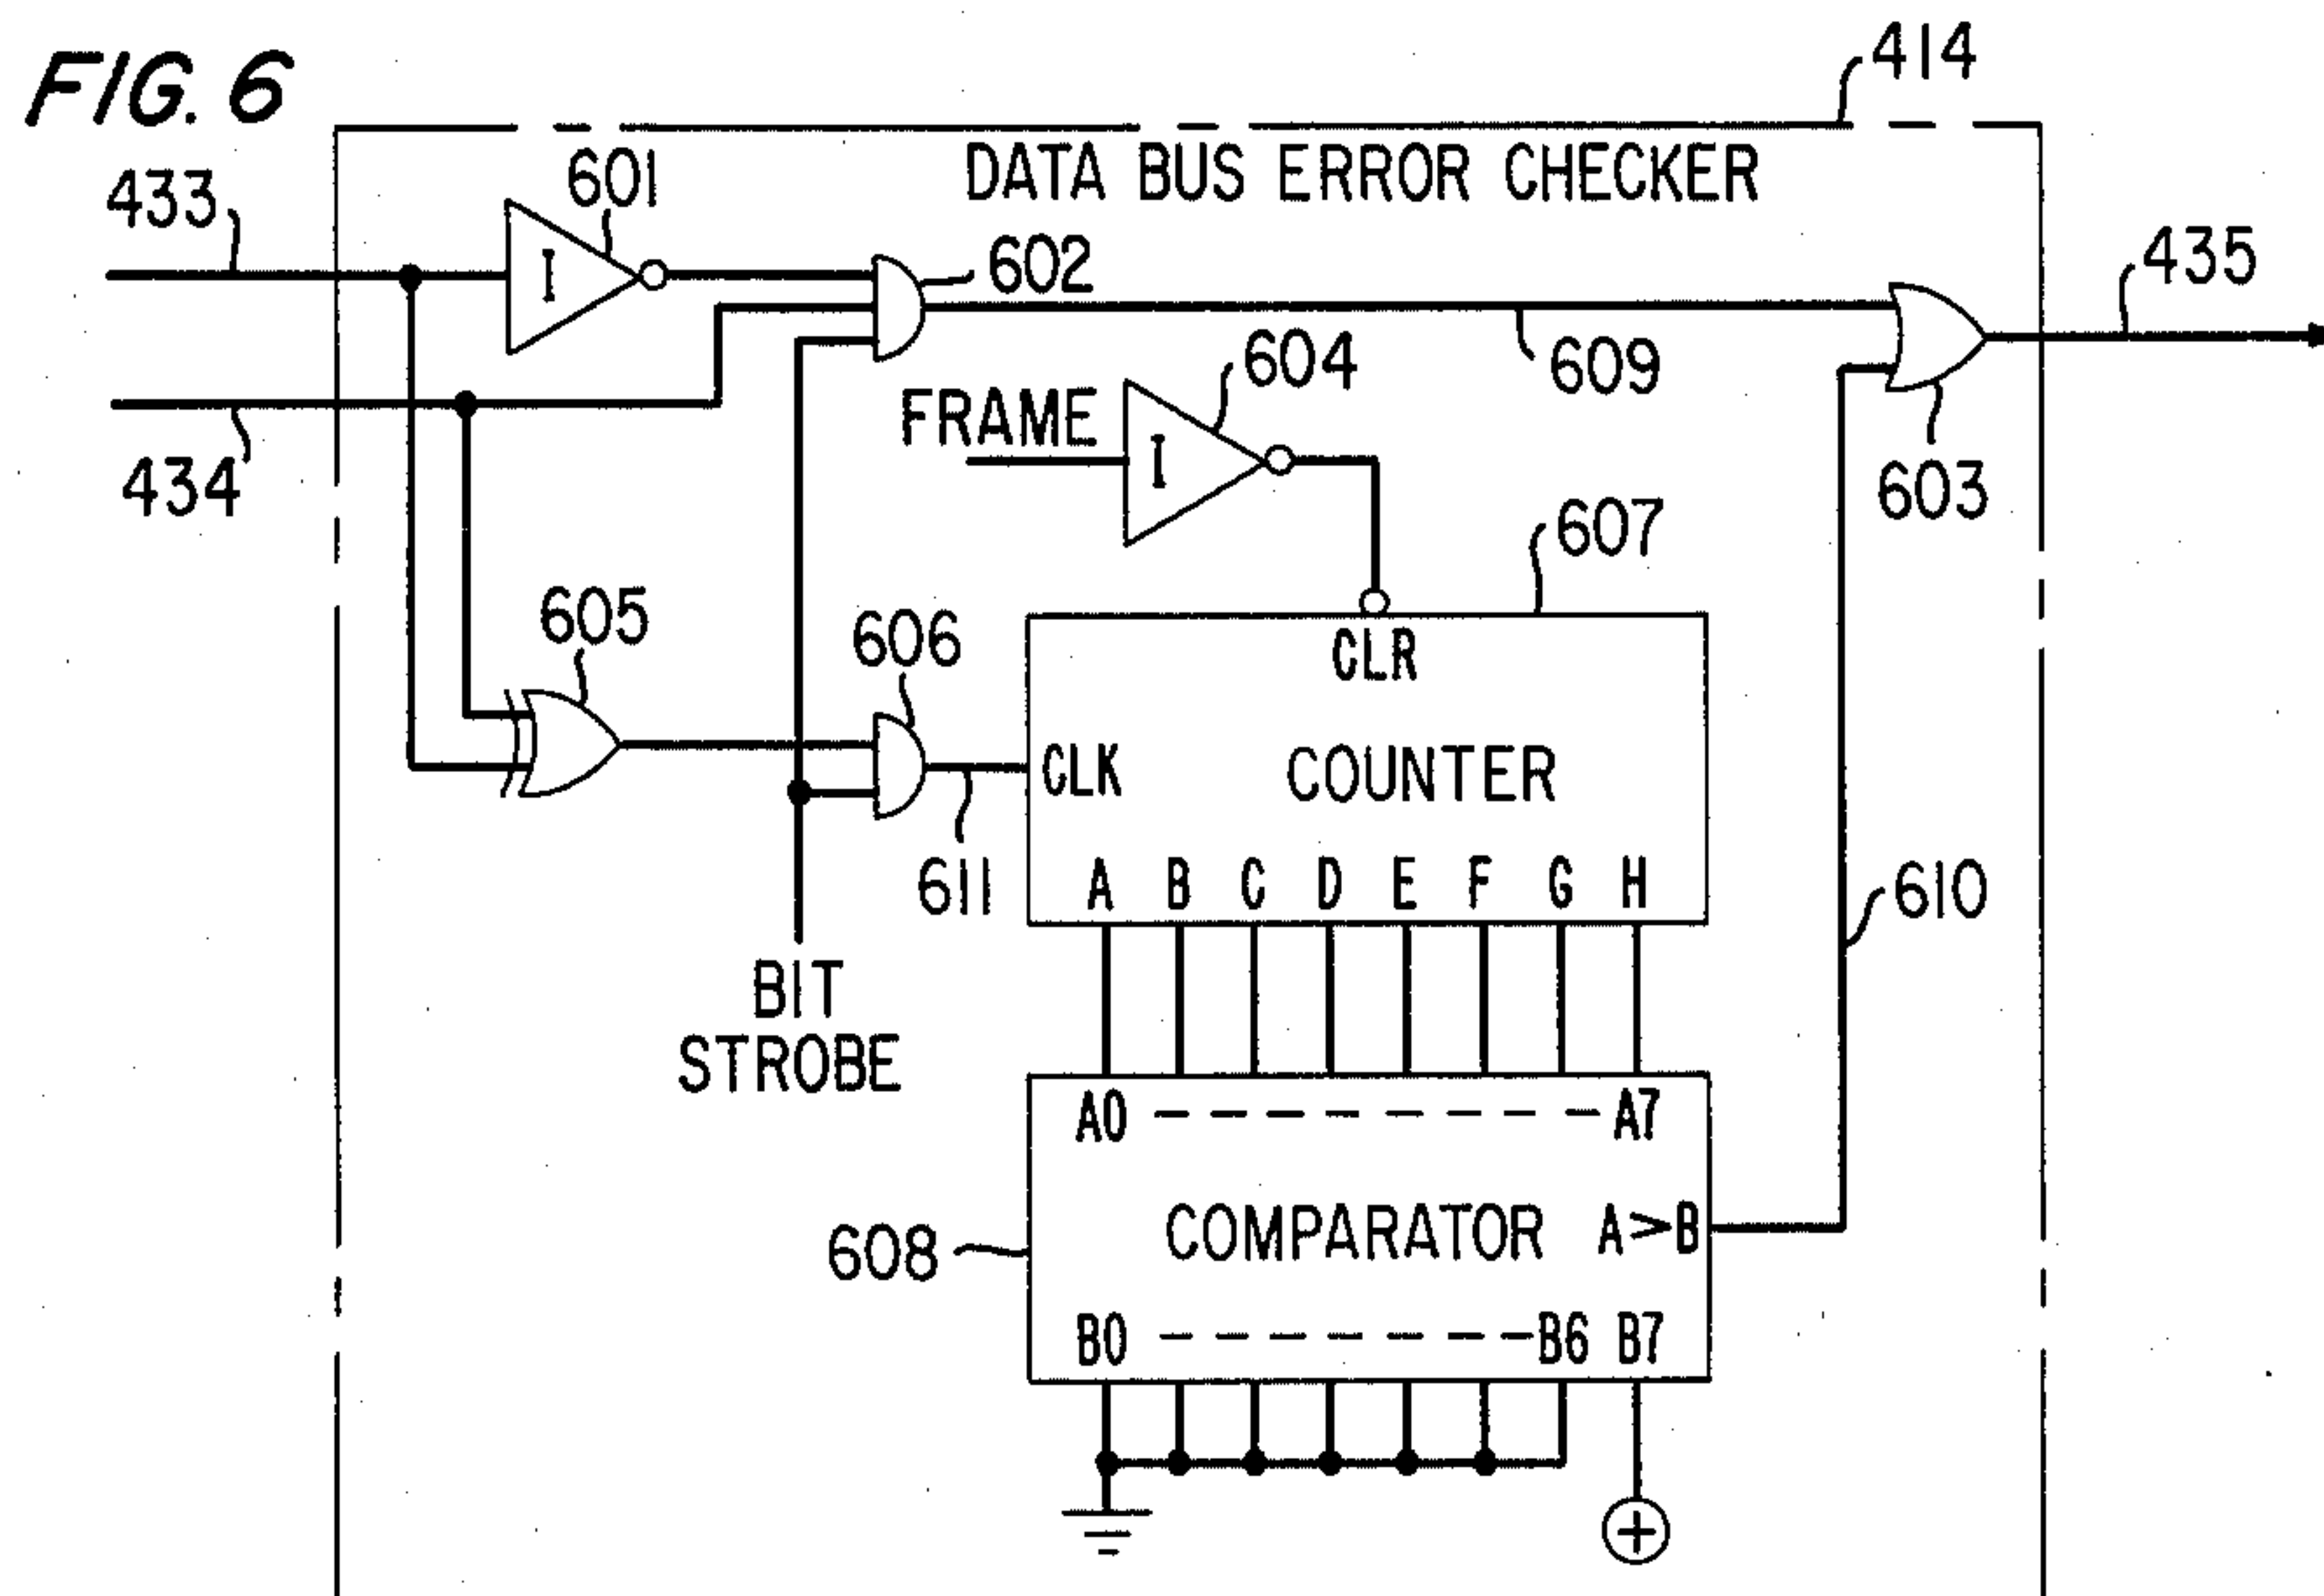 FIG. 6
414
DATA BUS ERROR CHECKER
433
601
602
435
434
FRAME
604
609
603
I
I
607
605
606
CLR
CLK COUNTER
611
A B C D E F G H
610
BIT
STROBE
A0 A7
608
COMPARATOR A>B
B0 B6 B7
+